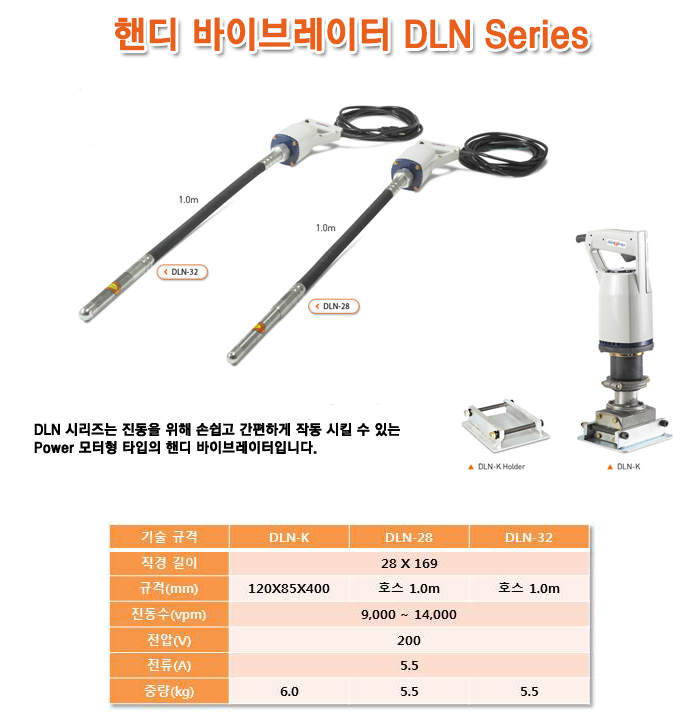 핸디 바이브레이터 DLN Series
1.0m
1.0m
DLN-32
DLN-28
DLN 시리즈는 진동을 위해 손쉽고 간편하게 작동 시킬 수 있는
Power 모터형 타입의 핸디 바이브레이터입니다.
▲ DLN-K Holder
▲ DLN-K
기술 규격 DLN-K DLN-28 DLN-32
직경 길이 28 X 169
규격(mm) 120X85X400 호스 1.0m 호스 1.0m
진동수(vpm) 9,000 ~ 14,000
전압(V) 200
전류(A) 5.5
중량(kg) 6.0 5.5 5.5